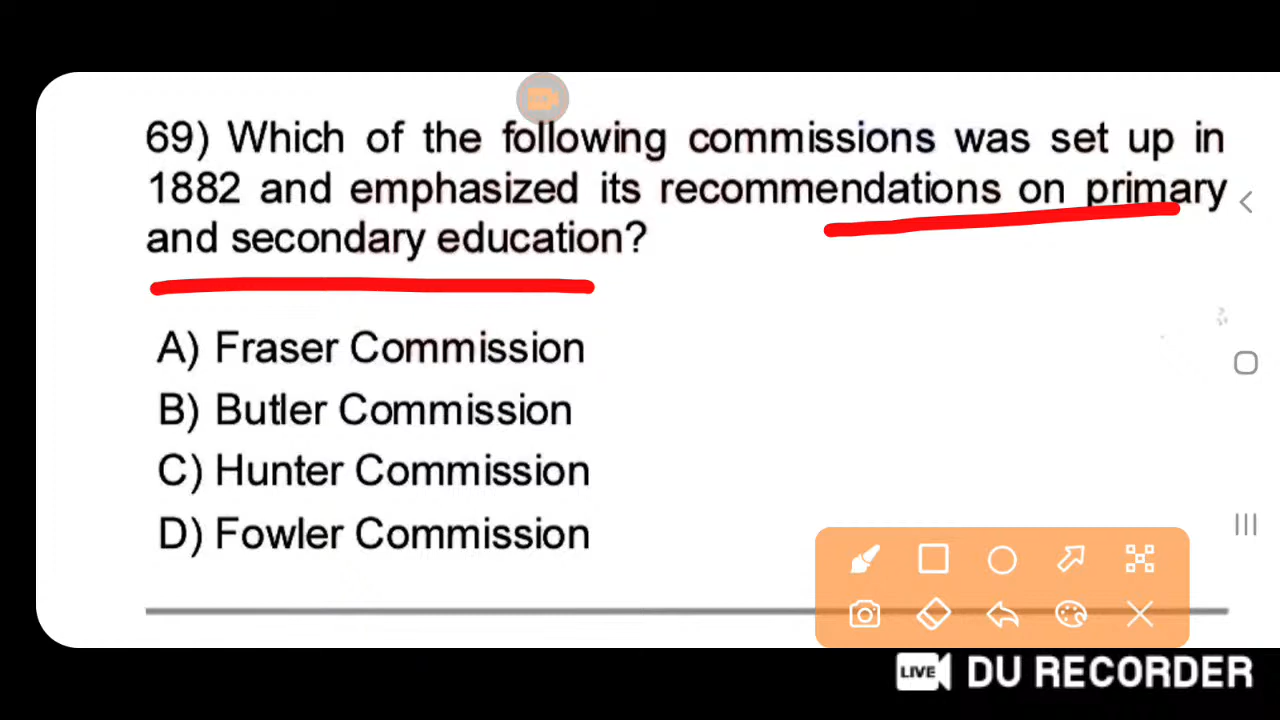 69) Which of the following commissions was set up in
1882 and emphasized its recommendations on primary
and secondary education?
A) Fraser Commission
B) Butler Commission
C) Hunter Commission
D) Fowler Commission
LIVE DU RECORDER